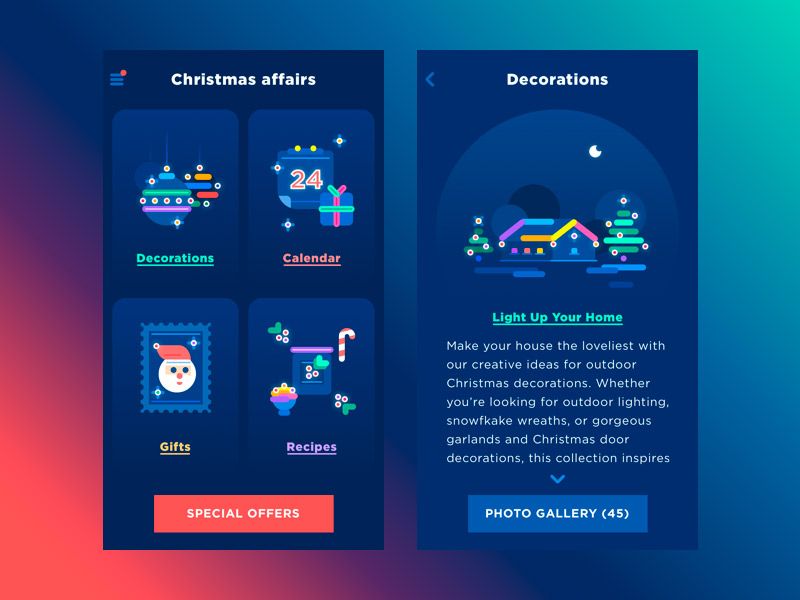 Christmas affairs
24
Decorations
Calendar
Gifts
Recipes
SPECIAL OFFERS
Decorations
Light Up Your Home
Make your house the loveliest with
our creative ideas for outdoor
Christmas decorations. Whether
you're looking for outdoor lighting,
snowfkake wreaths, or gorgeous
garlands and Christmas door
decorations, this collection inspires
PHOTO GALLERY (45)